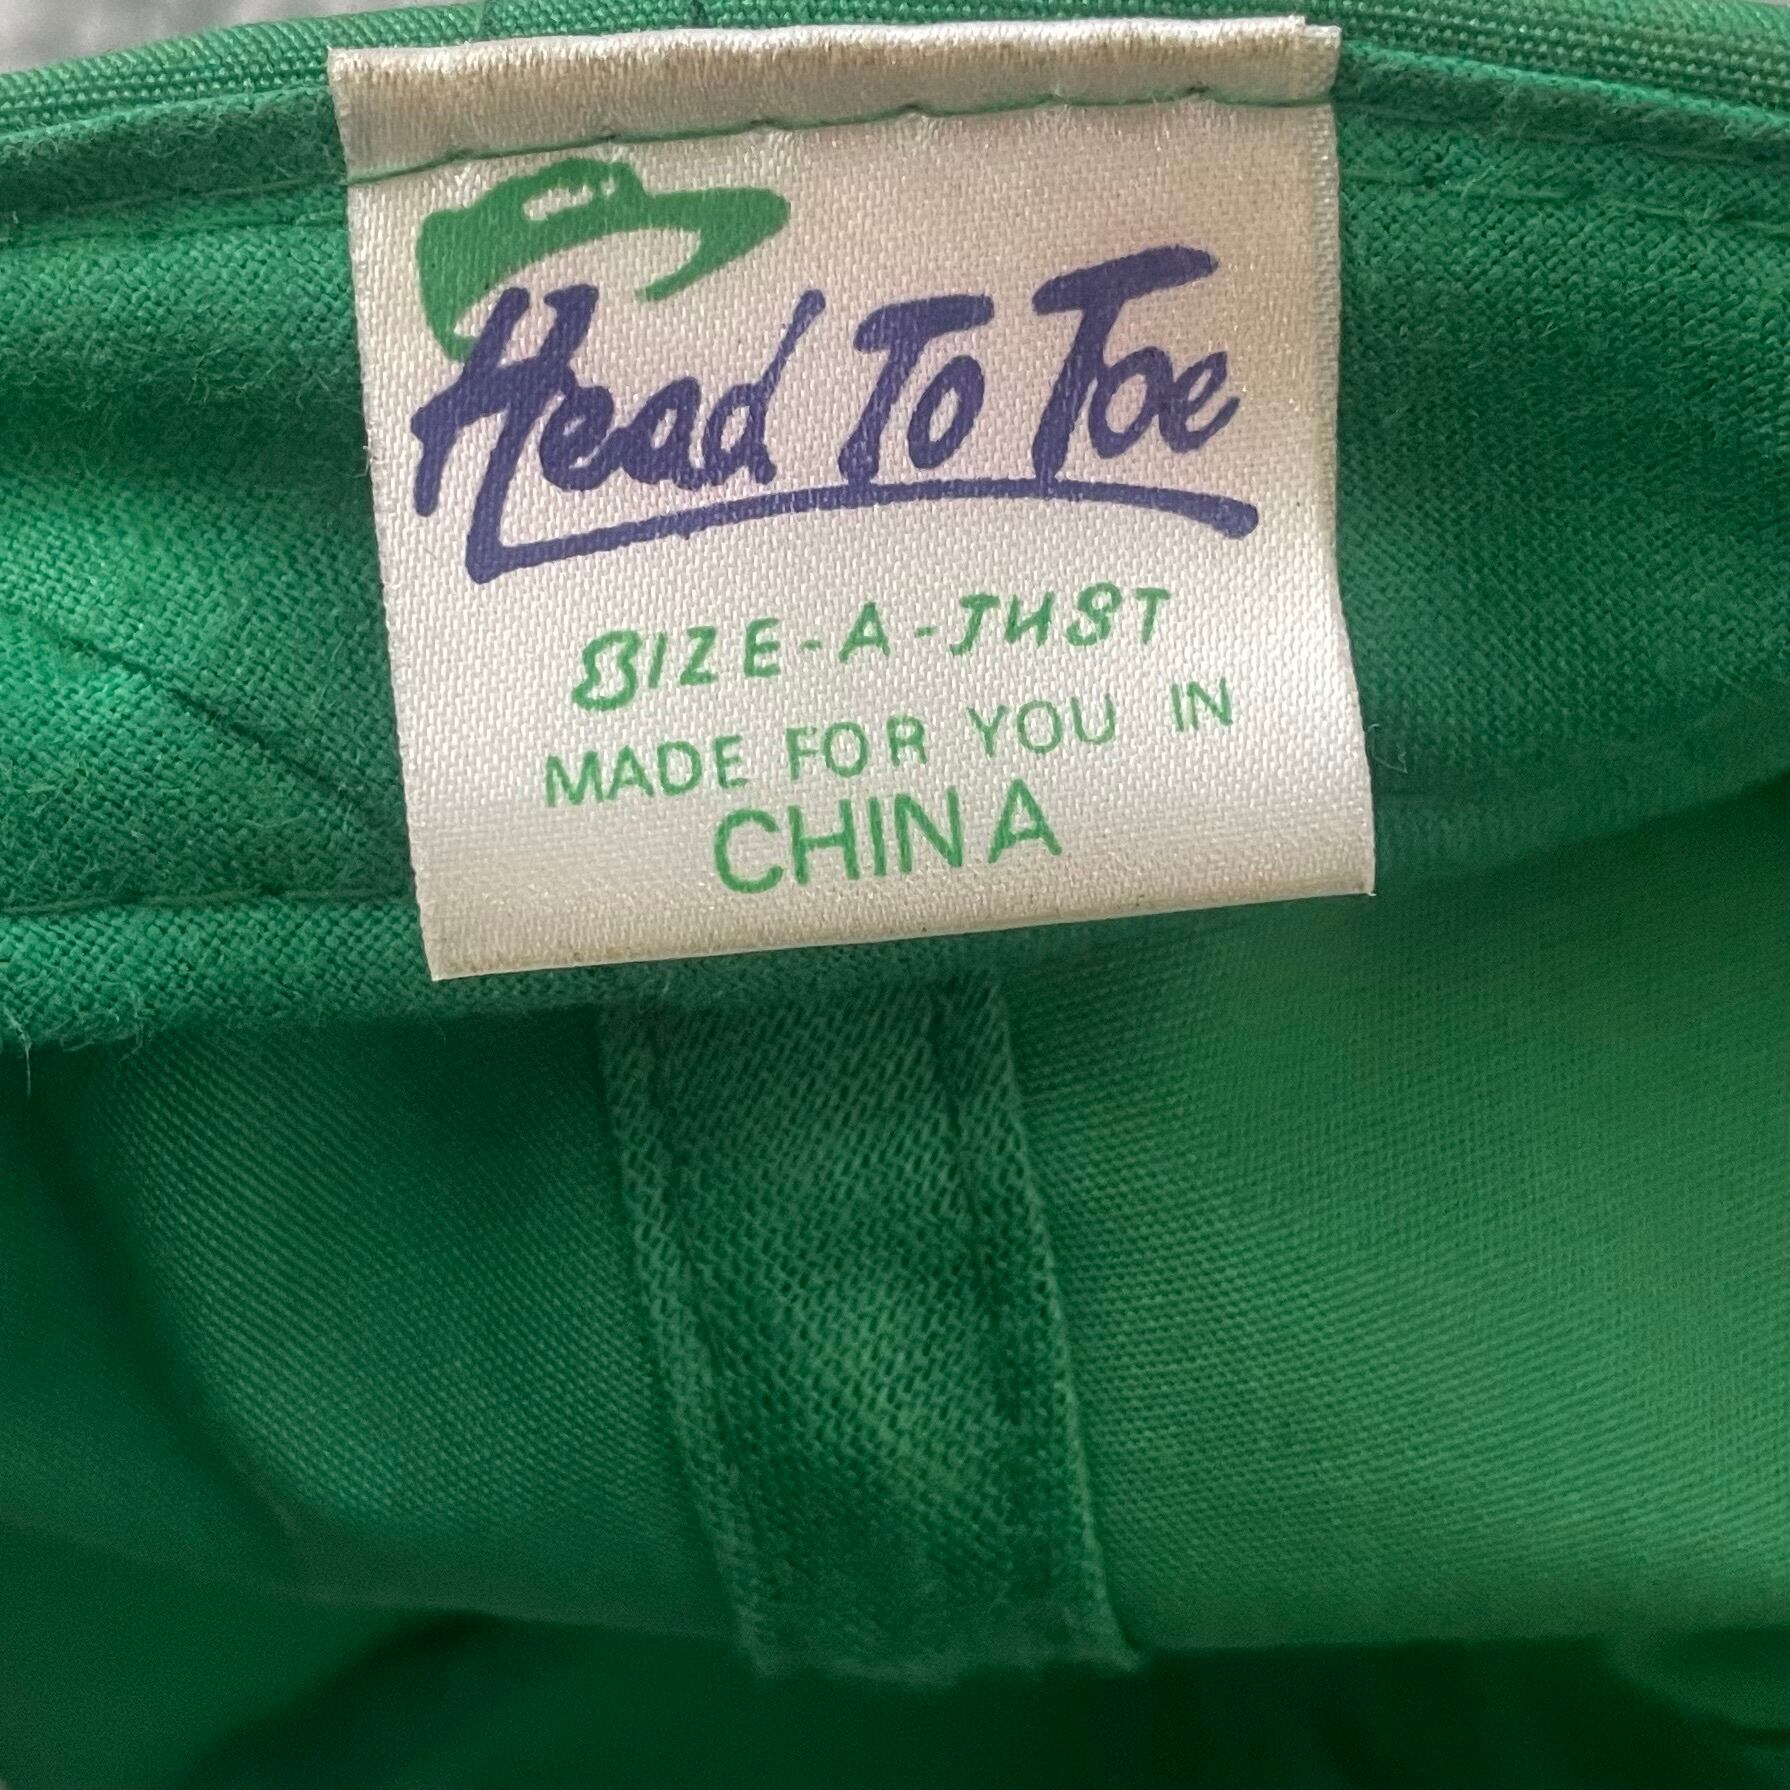 Head To Toe
SIZE-A-JUST
MADE FOR YOU IN
CHINA